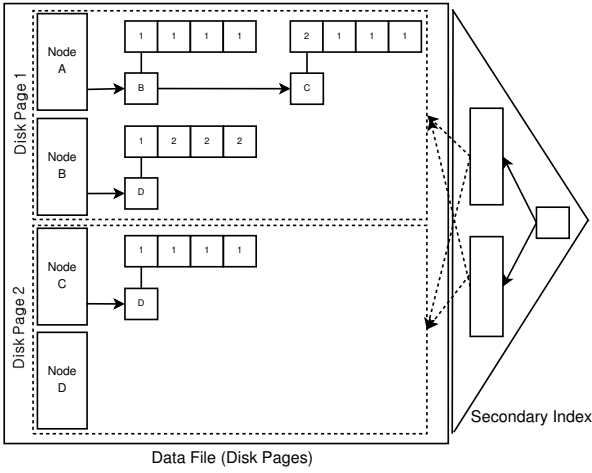 Disk Page 1
Node
A
1 1 1 1
B
2 1 1 1
C
Node
B
1 2 2 2
D
Disk Page 2
Node
C
1 1 1 1
D
Node
D
Secondary Index
Data File (Disk Pages)